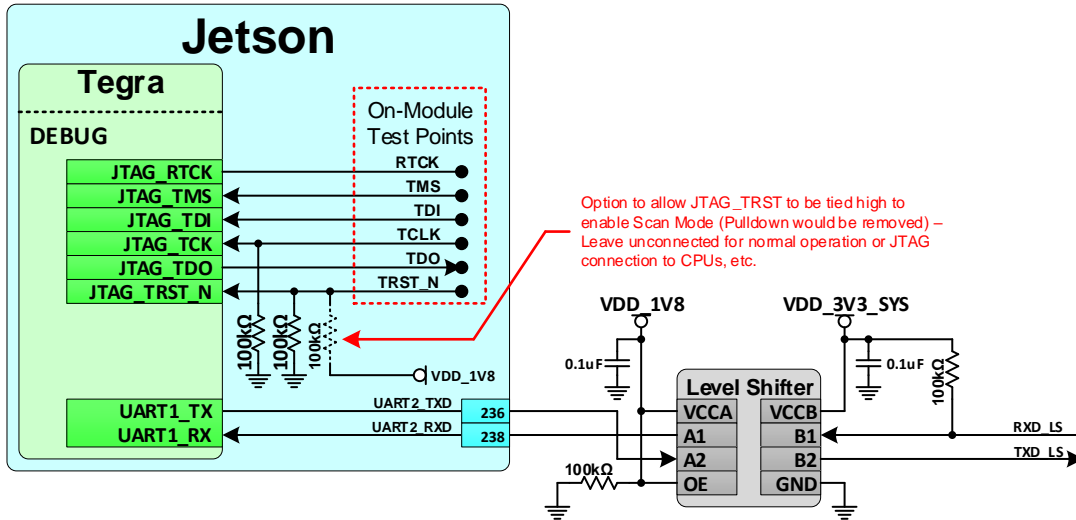 Jetson
Tegra
DEBUG
On-Module
Test Points
JTAG_RTCK
RTCK
JTAG_TMS
TMS
JTAG_TDI
TDI
JTAG_TCK
TCLK
JTAG_TDO
TDO
JTAG_TRST_N
TRST_N
100kΩ
100kΩ
100kΩ
VDD_1V8
Option to allow JTAG_TRST to be tied high to
enable Scan Mode (Pulldown would be removed) –
Leave unconnected for normal operation or JTAG
connection to CPUs, etc.
VDD_1V8
VDD_3V3_SYS
0.1uF
0.1uF
100kΩ
Level Shifter
UART1_TX
UART2_TXD
236
VCCA
VCCB
UART1_RX
UART2_RXD
238
A1
B1
RXD_LS
A2
B2
TXD_LS
100kΩ
OE
GND